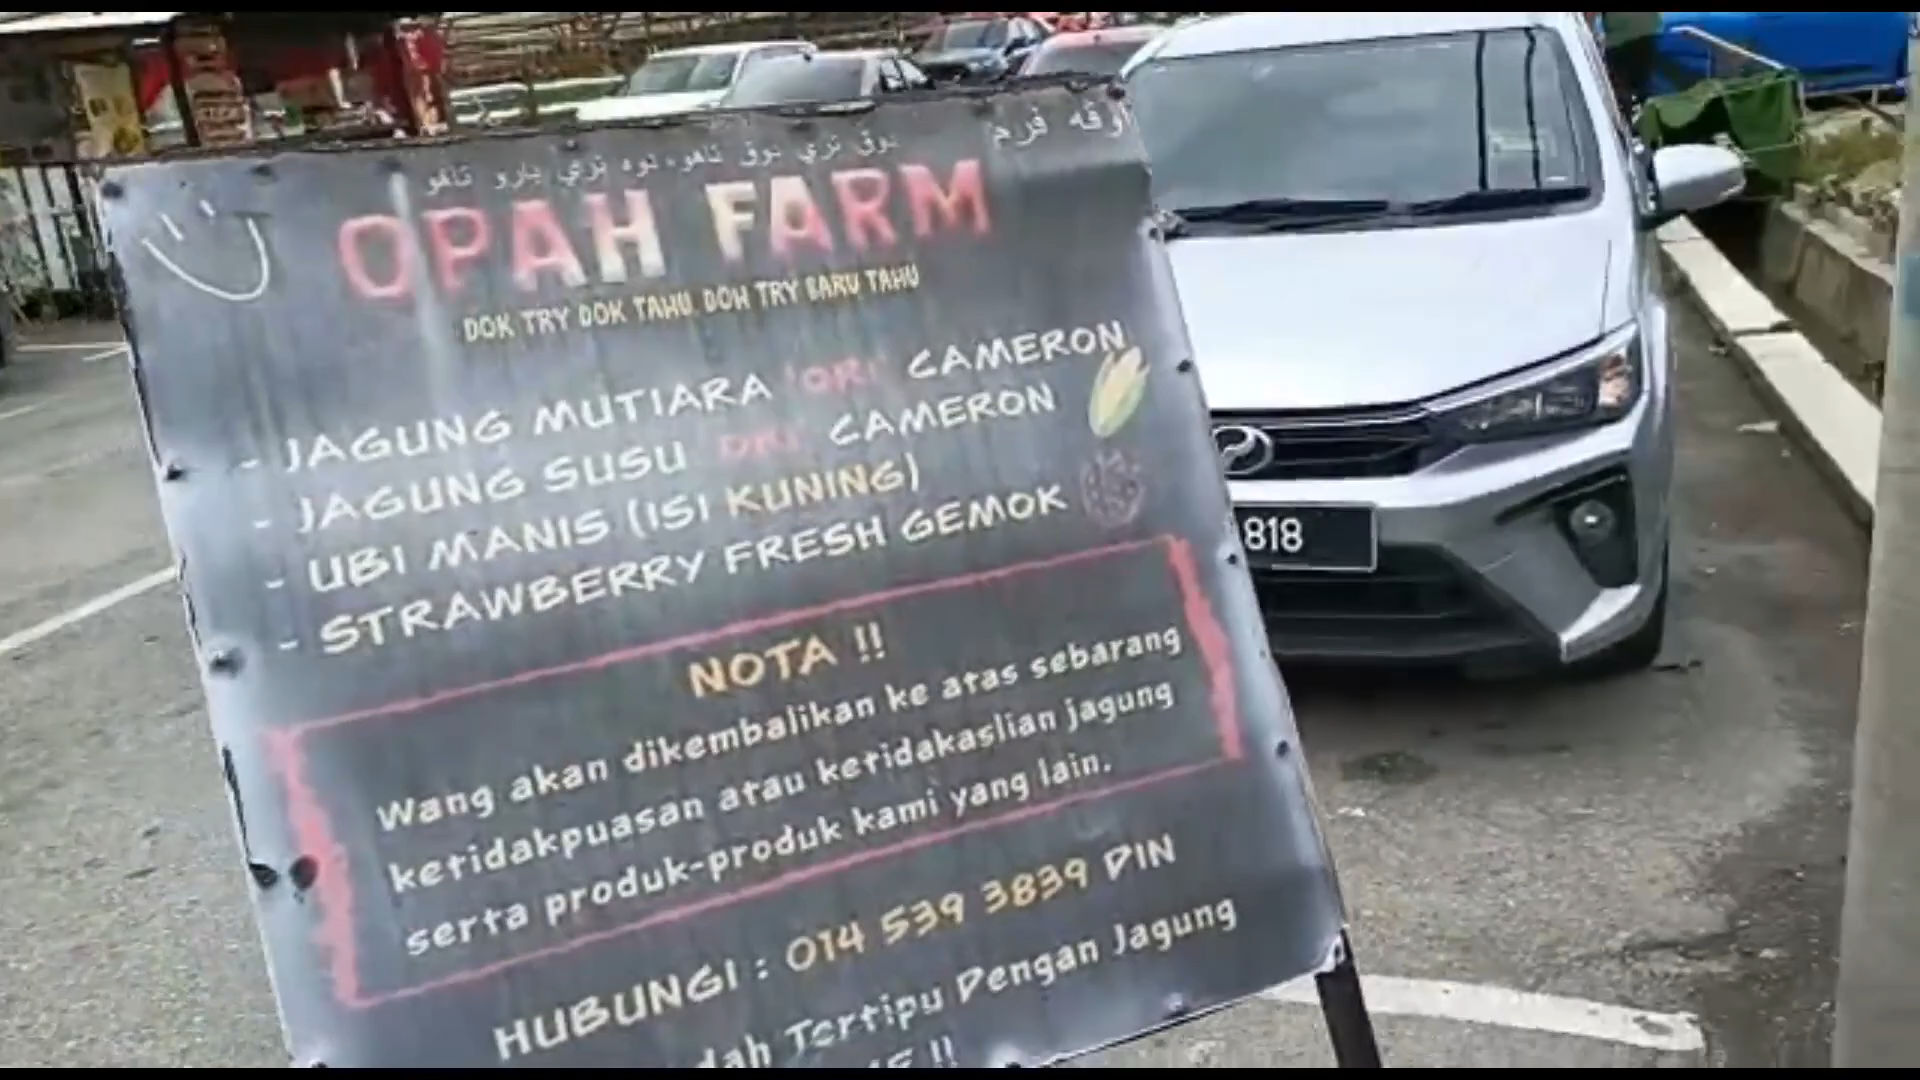 اوڤه فرم
دوق تري دوق تاهو، دوه تري بارو تاهو
OPAH FARM
DOK TRY DOK TAHU, DOH TRY BARU TAHU
- JAGUNG MUTIARA 'ORI' CAMERON
- JAGUNG SUSU 'ORI' CAMERON
- UBI MANIS (ISI KUNING)
- STRAWBERRY FRESH GEMOK
NOTA !!
Wang akan dikembalikan ke atas sebarang
ketidakpuasan atau ketidakaslian jagung
serta produk-produk kami yang lain.
HUBUNGI : 014 539 3839 DIN
Tertipu Dengan Jagung
818